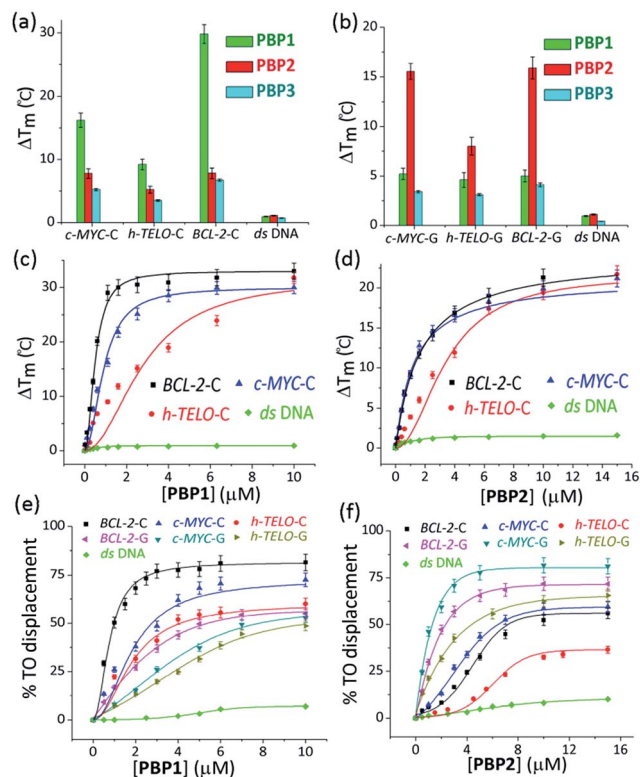 (a)
30
20
10
0
ΔTm (℃)
PBP1
PBP2
PBP3
c-MYC-C h-TELO-C BCL-2-C ds DNA
(b)
20
15
10
5
0
ΔTm (℃)
PBP1
PBP2
PBP3
c-MYC-G h-TELO-G BCL-2-G ds DNA
(c)
30
20
10
0
ΔTm (℃)
BCL-2-C c-MYC-C
h-TELO-C ds DNA
0 2 4 6 8 10
[PBP1] (μM)
(d)
20
15
10
5
0
ΔTm (℃)
BCL-2-C c-MYC-C
h-TELO-C ds DNA
0 2 4 6 8 10 12 14
[PBP2] (μM)
(e)
100
75
50
25
0
% TO displacement
BCL-2-C c-MYC-C h-TELO-C
BCL-2-G c-MYC-G h-TELO-G
ds DNA
0 2 4 6 8 10
[PBP1] (μM)
(f)
100
75
50
25
0
% TO displacement
BCL-2-C c-MYC-C h-TELO-C
BCL-2-G c-MYC-G h-TELO-G
ds DNA
0 5 10 15
[PBP2] (μM)